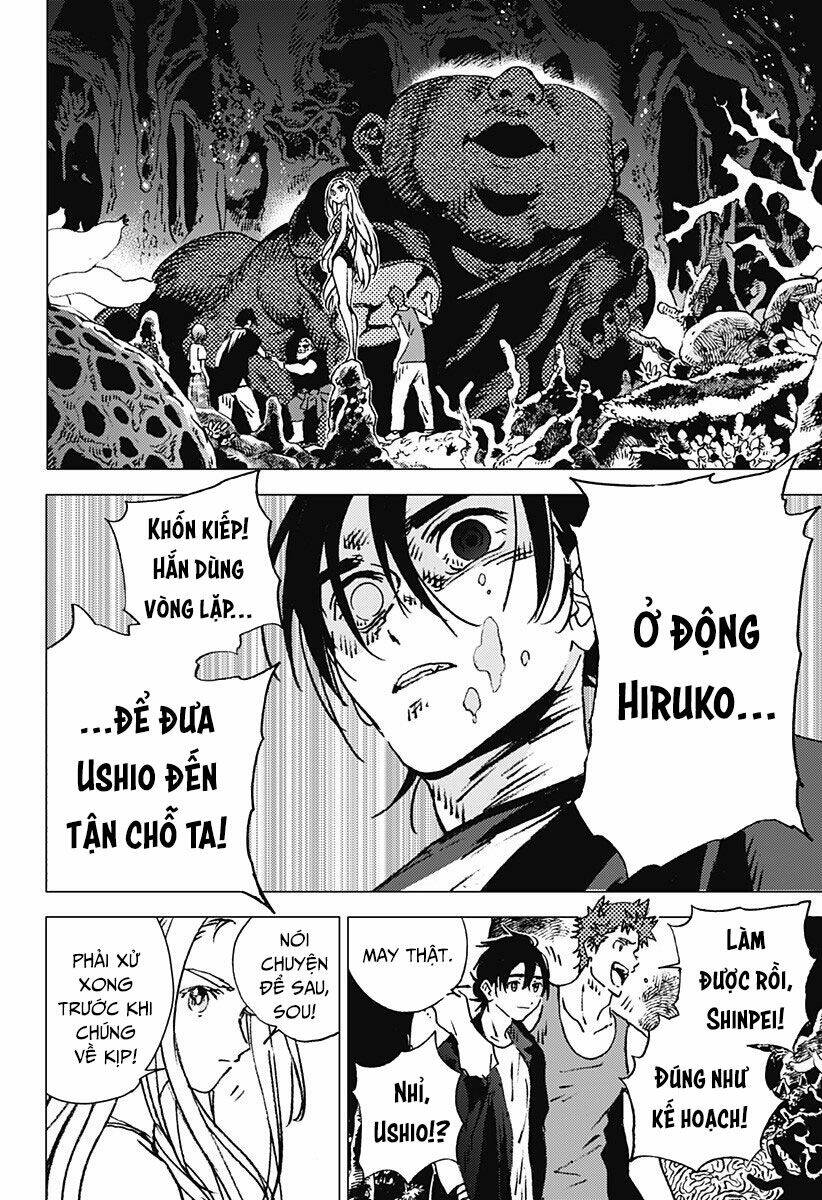 Ở ĐỘNG
HIRUKO...
KHỐN KIẾP!
HẮN DÙNG
VÒNG LẶP...
...ĐỂ ĐƯA
USHIO ĐẾN
TẬN CHỖ TA!
LÀM
ĐƯỢC RỒI,
SHINPEI!
ĐÚNG NHƯ
KẾ HOẠCH!
MAY THẬT.
NHỈ,
USHIO!?
NÓI
CHUYỆN
ĐỂ SAU,
SOU!
PHẢI XỬ
XONG
TRƯỚC KHI
CHÚNG
VỀ KỊP!